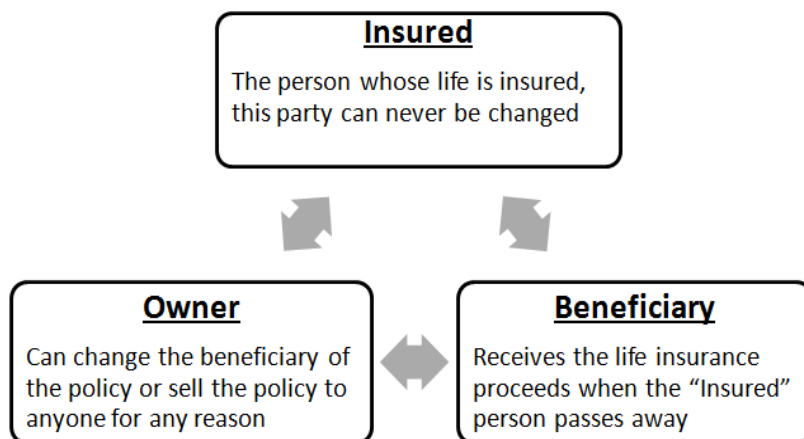 Insured
The person whose life is insured,
this party can never be changed
Owner
Can change the beneficiary of
the policy or sell the policy to
anyone for any reason
Beneficiary
Receives the life insurance
proceeds when the “Insured”
person passes away